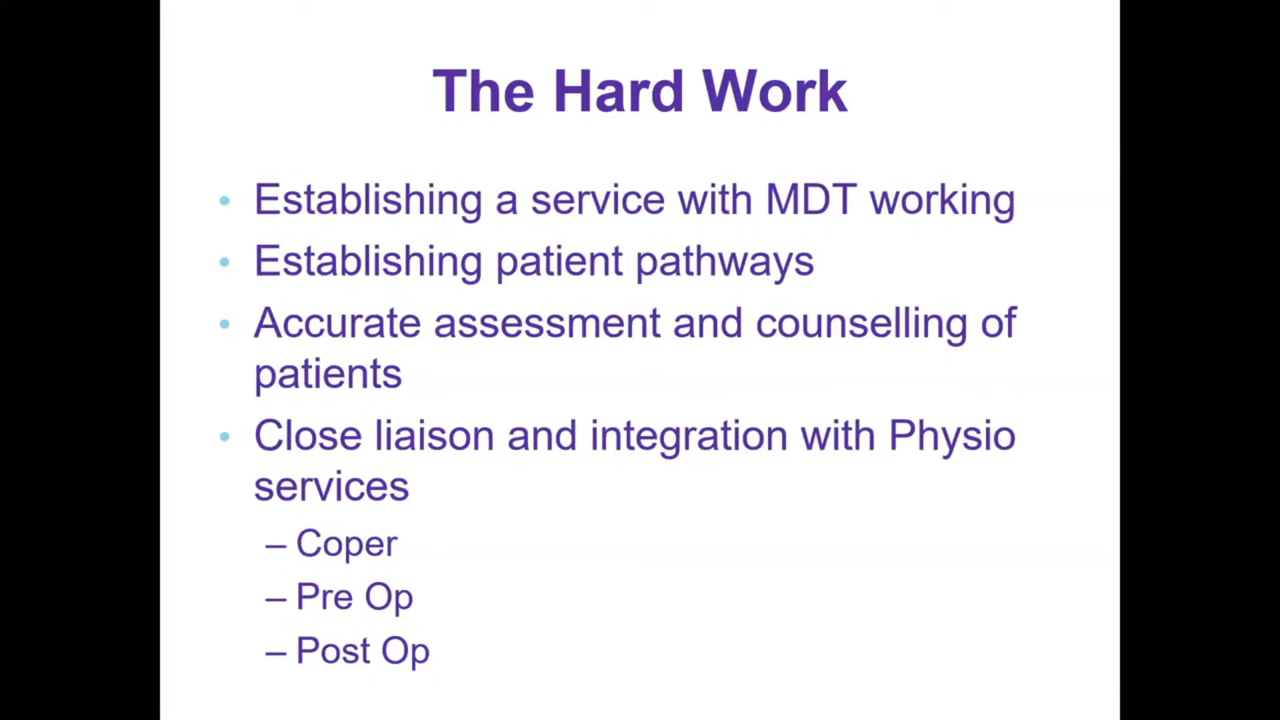 The Hard Work
• Establishing a service with MDT working
• Establishing patient pathways
• Accurate assessment and counselling of
patients
• Close liaison and integration with Physio
services
– Coper
– Pre Op
– Post Op